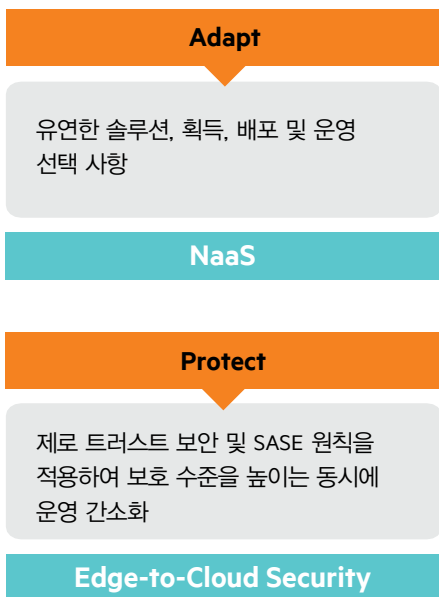 Adapt
유연한 솔루션, 획득, 배포 및 운영
선택 사항
NaaS
Protect
제로 트러스트 보안 및 SASE 원칙을
적용하여 보호 수준을 높이는 동시에
운영 간소화
Edge-to-Cloud Security